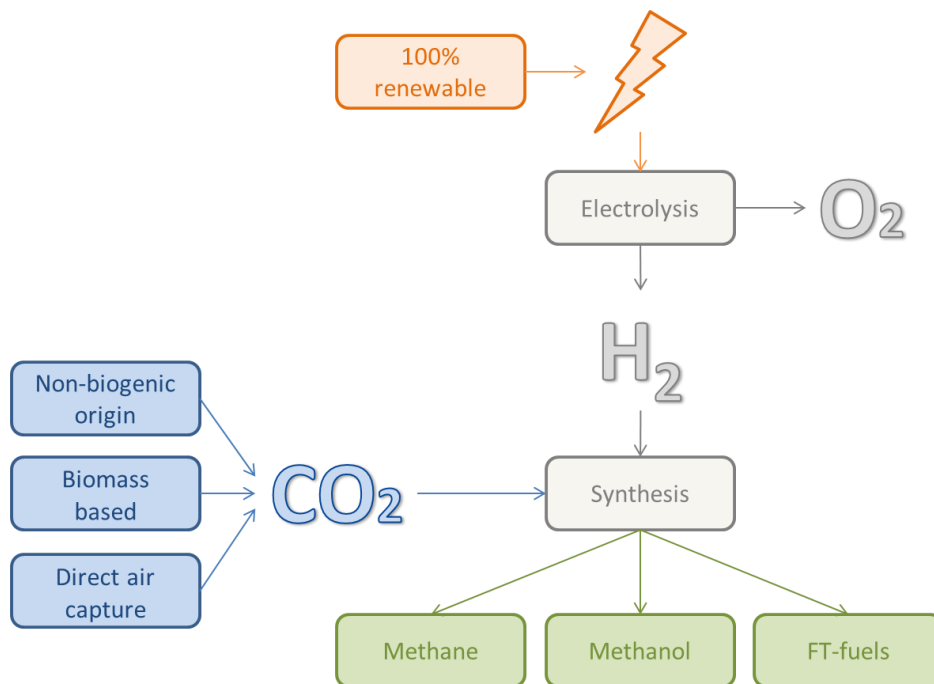 100%
renewable
Electrolysis
O2
H2
Non-biogenic
origin
Biomass
based
CO2
Synthesis
Direct air
capture
Methane
Methanol
FT-fuels